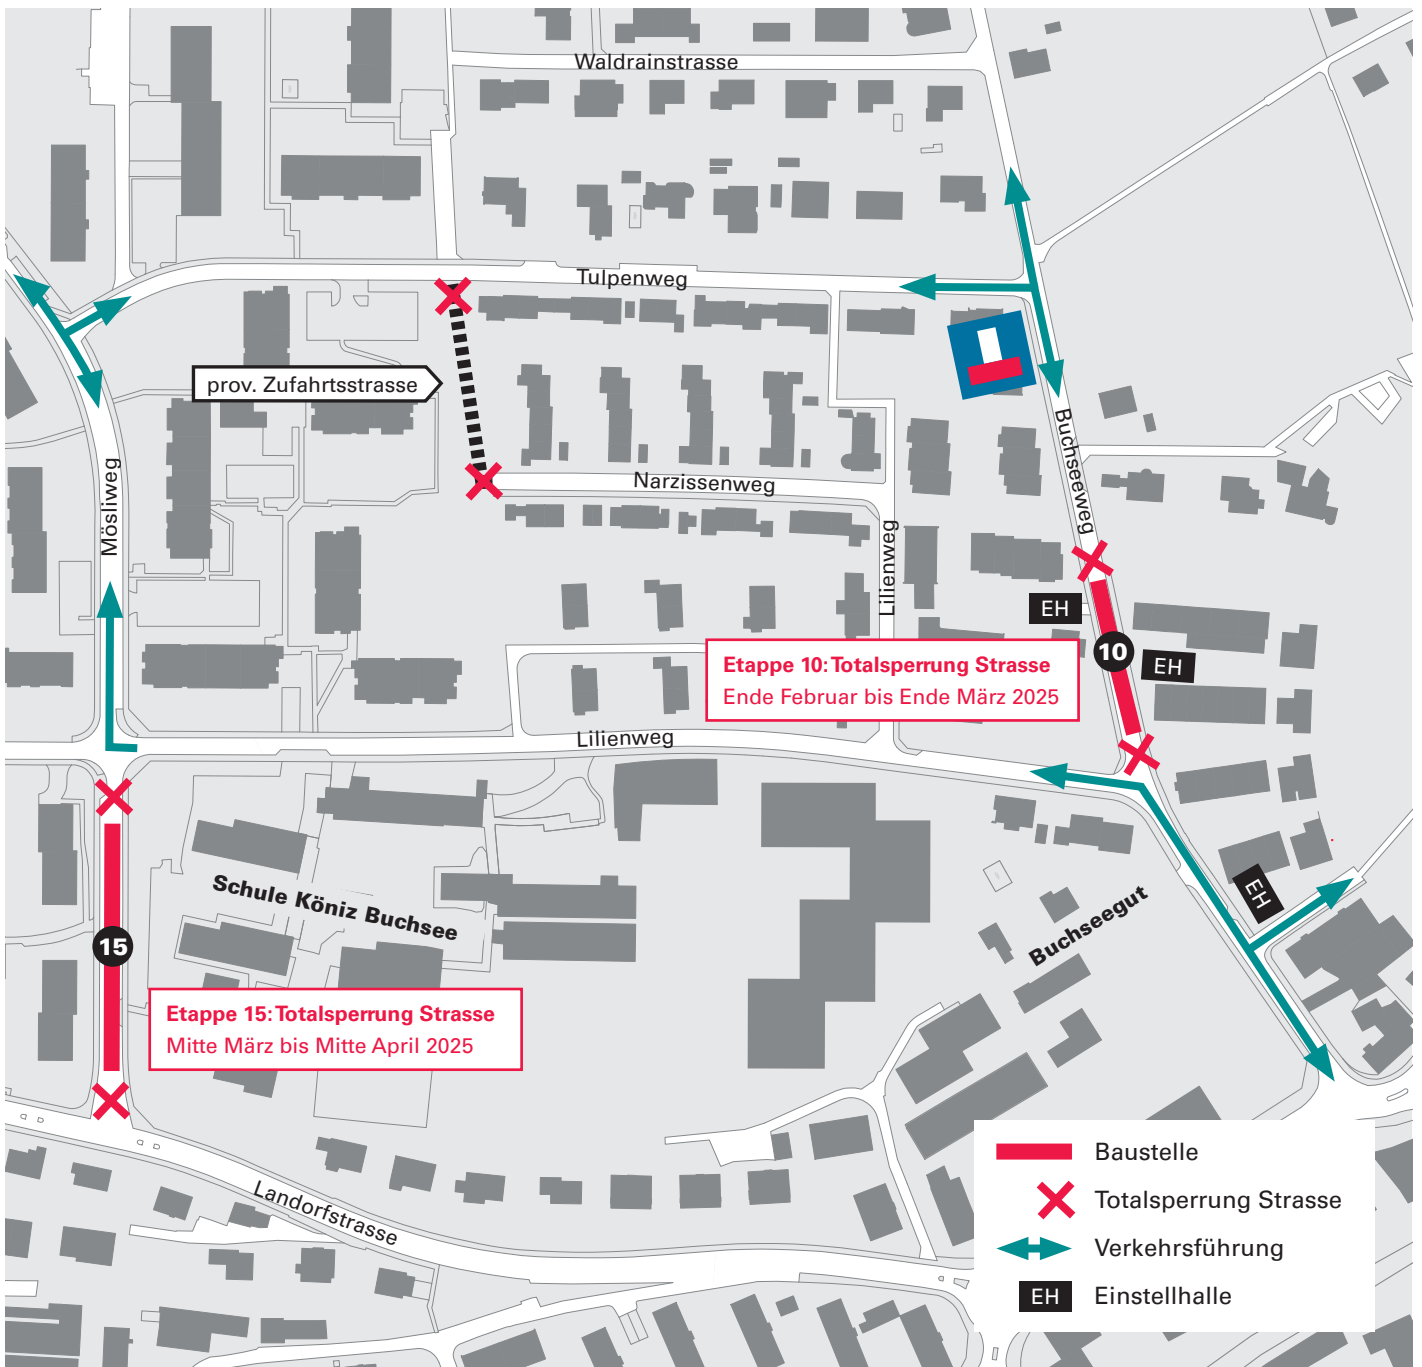 Waldrainstrasse
Tulpenweg
prov. Zufahrtsstrasse
Buchseeweg
Mösliweg
Narzissenweg
Lilienweg
EH
10
EH
Etappe 10: Totalsperrung Strasse
Ende Februar bis Ende März 2025
Lilienweg
Schule Köniz Buchsee
EH
Buchseegut
15
Etappe 15: Totalsperrung Strasse
Mitte März bis Mitte April 2025
Landorfstrasse
Baustelle
Totalsperrung Strasse
Verkehrsführung
EH Einstellhalle